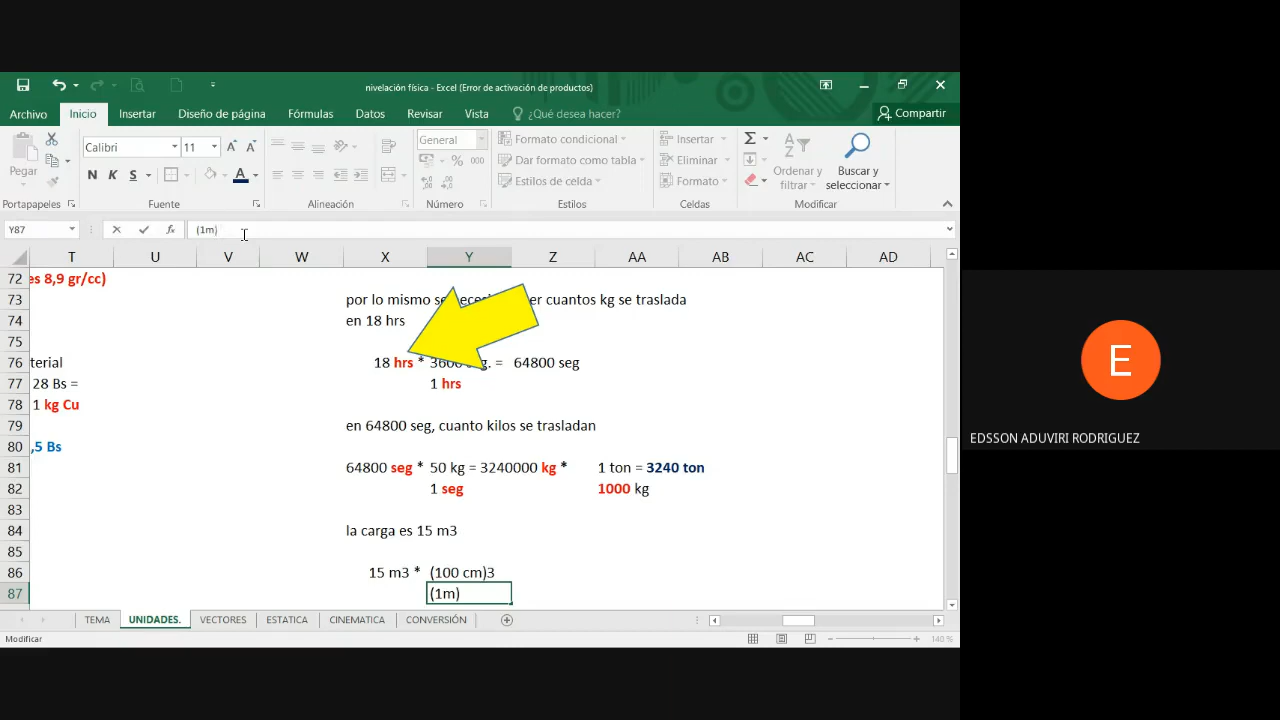 nivelación física - Excel (Error de activación de productos)
Archivo Inicio Insertar Diseño de página Fórmulas Datos Revisar Vista ¿Qué desea hacer? Compartir
Pegar
Calibri 11
N K S
General
% 000
Formato condicional
Dar formato como tabla
Estilos de celda
Insertar
Eliminar
Formato
Σ
Ordenar y filtrar
Buscar y seleccionar
Portapapeles Fuente Alineación Número Estilos Celdas Modificar
Y87 fx (1m)
T U V W X Y Z AA AB AC AD
72 es 8,9 gr/cc)
73 por lo mismo se cuantos kg se traslada
74 en 18 hrs
75
76 terial 18 hrs * = 64800 seg
77 28 Bs = 1 hrs
78 1 kg Cu
79 en 64800 seg, cuanto kilos se trasladan
80 ,5 Bs
81 64800 seg * 50 kg = 3240000 kg * 1 ton = 3240 ton
82 1 seg 1000 kg
83
84 la carga es 15 m3
85
86 15 m3 * (100 cm)3
87 (1m)
TEMA UNIDADES. VECTORES ESTATICA CINEMATICA CONVERSIÓN
Modificar 140 %
E
EDSSON ADUVIRI RODRIGUEZ